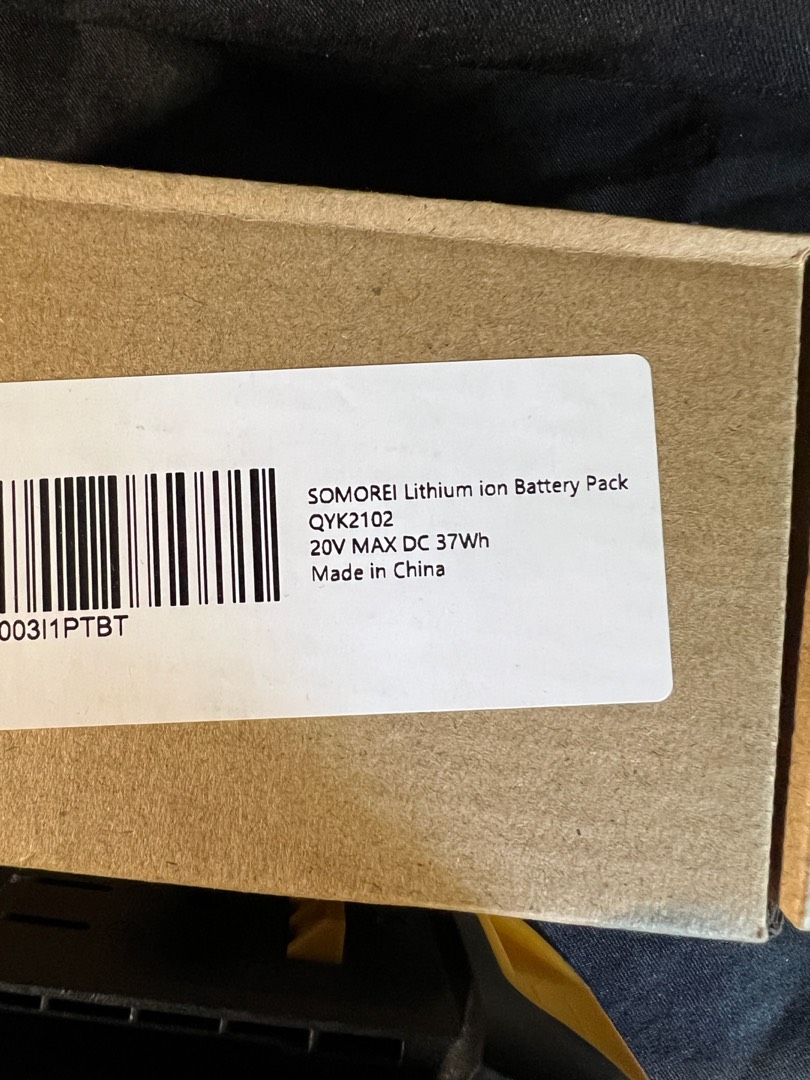 SOMOREI Lithium ion Battery Pack
QYK2102
20V MAX DC 37Wh
Made in China
003I1PTBT